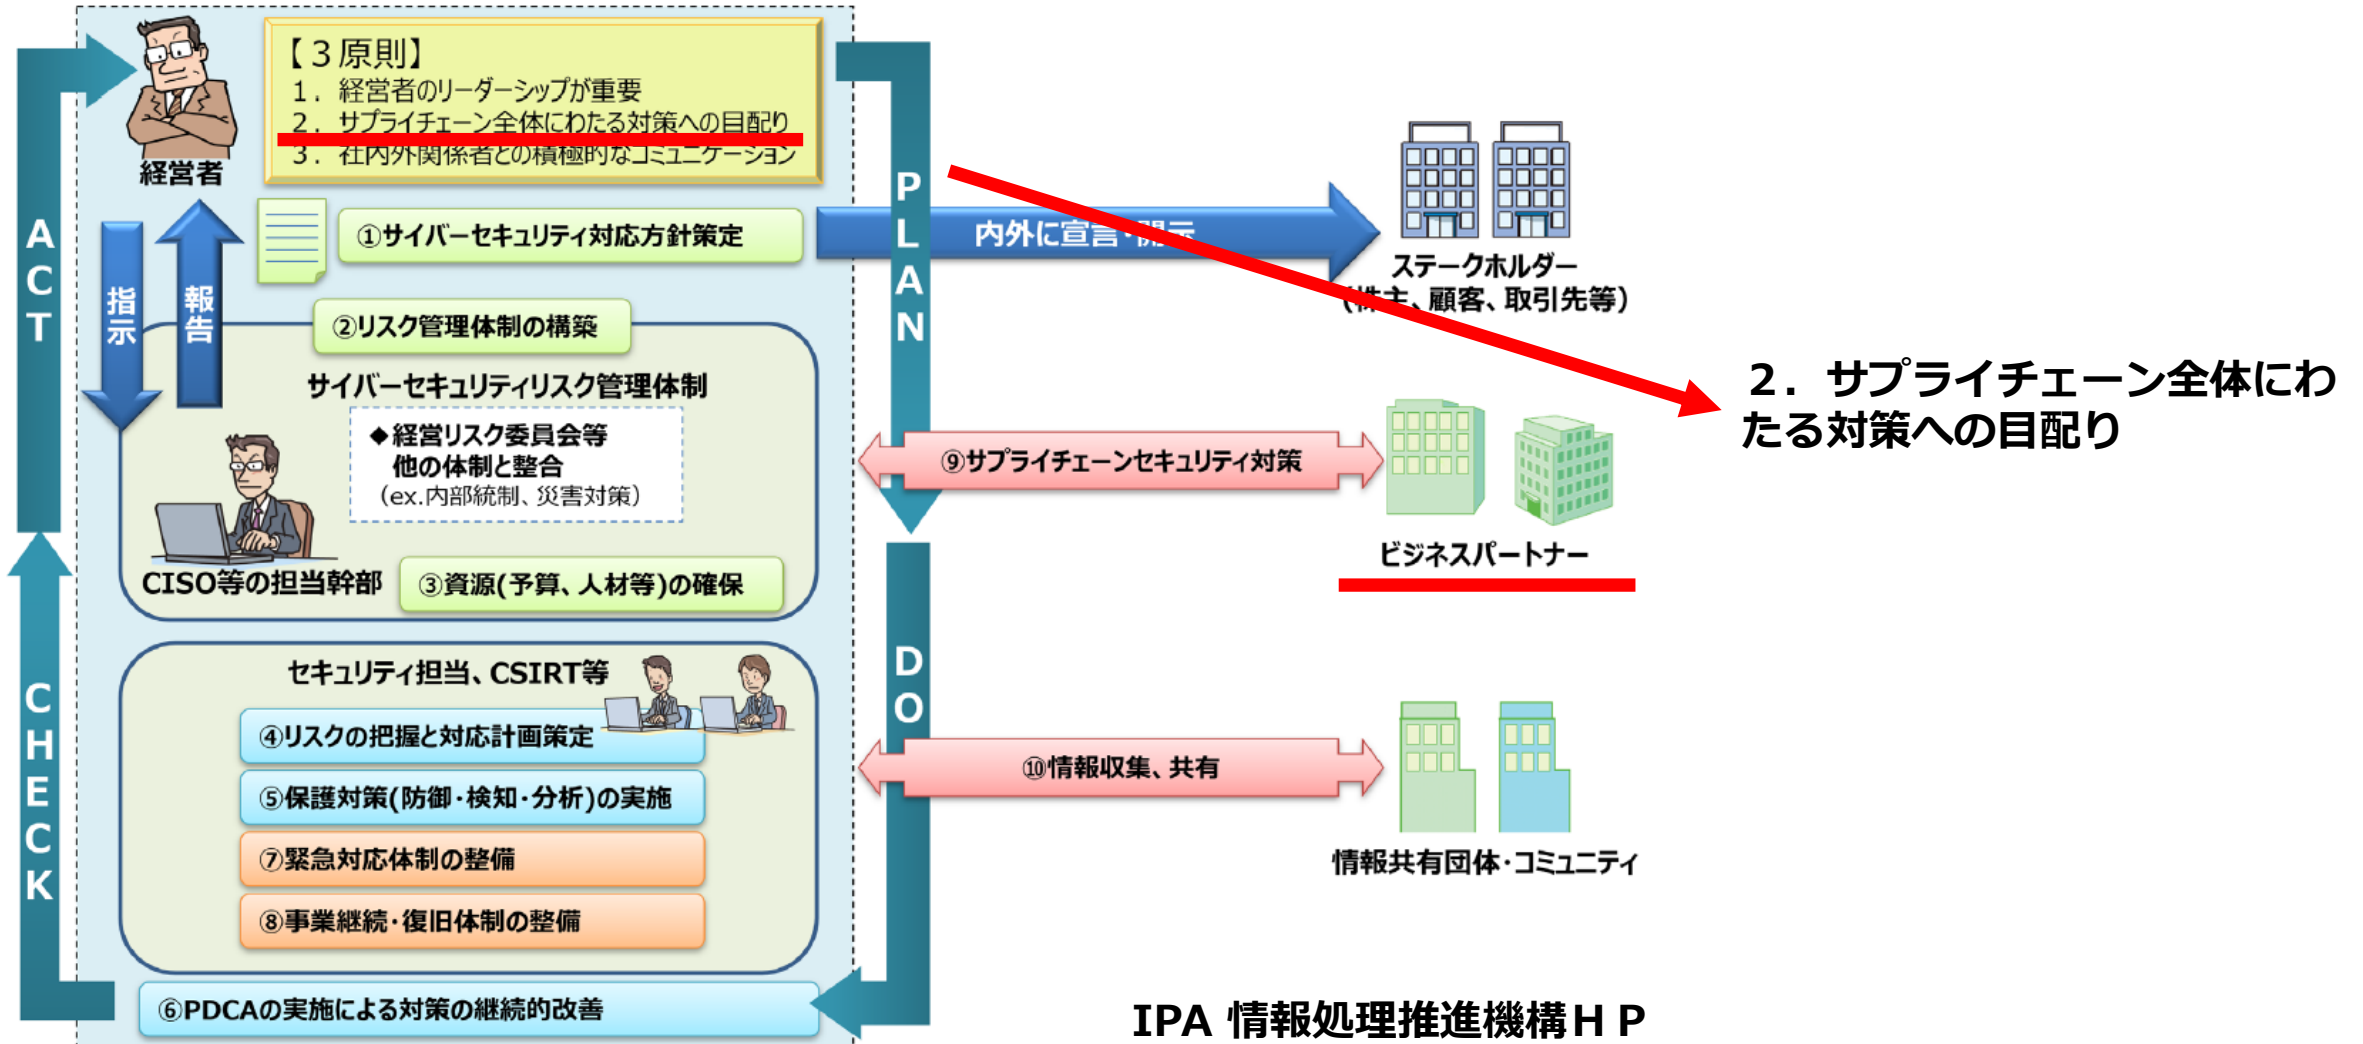 【３原則】
１．経営者のリーダーシップが重要
２．サプライチェーン全体にわたる対策への目配り
３．社内外関係者との積極的なコミュニケーション
経営者
ACT
PLAN
指示
報告
①サイバーセキュリティ対応方針策定
内外に宣言・開示
ステークホルダー
(株主、顧客、取引先等)
②リスク管理体制の構築
サイバーセキュリティリスク管理体制
◆経営リスク委員会等
他の体制と整合
(ex.内部統制、災害対策)
２．サプライチェーン全体にわ
たる対策への目配り
⑨サプライチェーンセキュリティ対策
ビジネスパートナー
CISO等の担当幹部
③資源(予算、人材等)の確保
CHECK
DO
セキュリティ担当、CSIRT等
④リスクの把握と対応計画策定
⑤保護対策(防御・検知・分析)の実施
⑦緊急対応体制の整備
⑧事業継続・復旧体制の整備
⑩情報収集、共有
情報共有団体・コミュニティ
⑥PDCAの実施による対策の継続的改善
IPA 情報処理推進機構ＨＰ